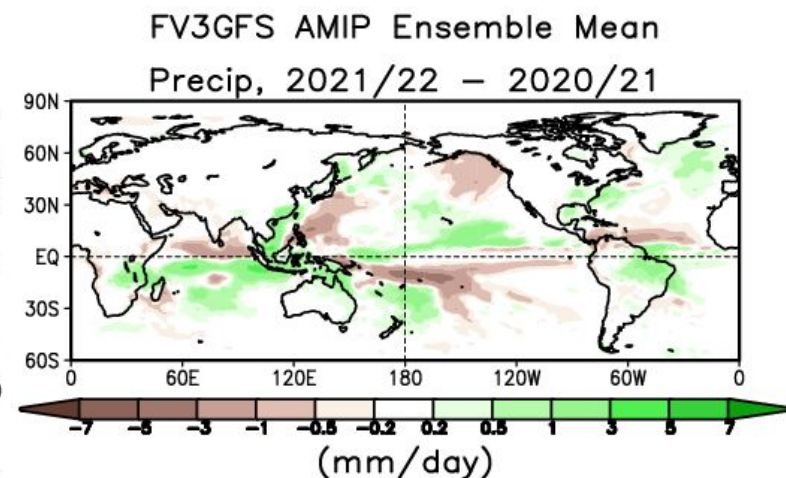 FV3GFS AMIP Ensemble Mean
Precip, 2021/22 – 2020/21
90N
60N
30N
EQ
30S
60S
0 60E 120E 180 120W 60W 0
-7 -5 -3 -1 -0.5 -0.2 0.2 0.5 1 3 5 7
(mm/day)